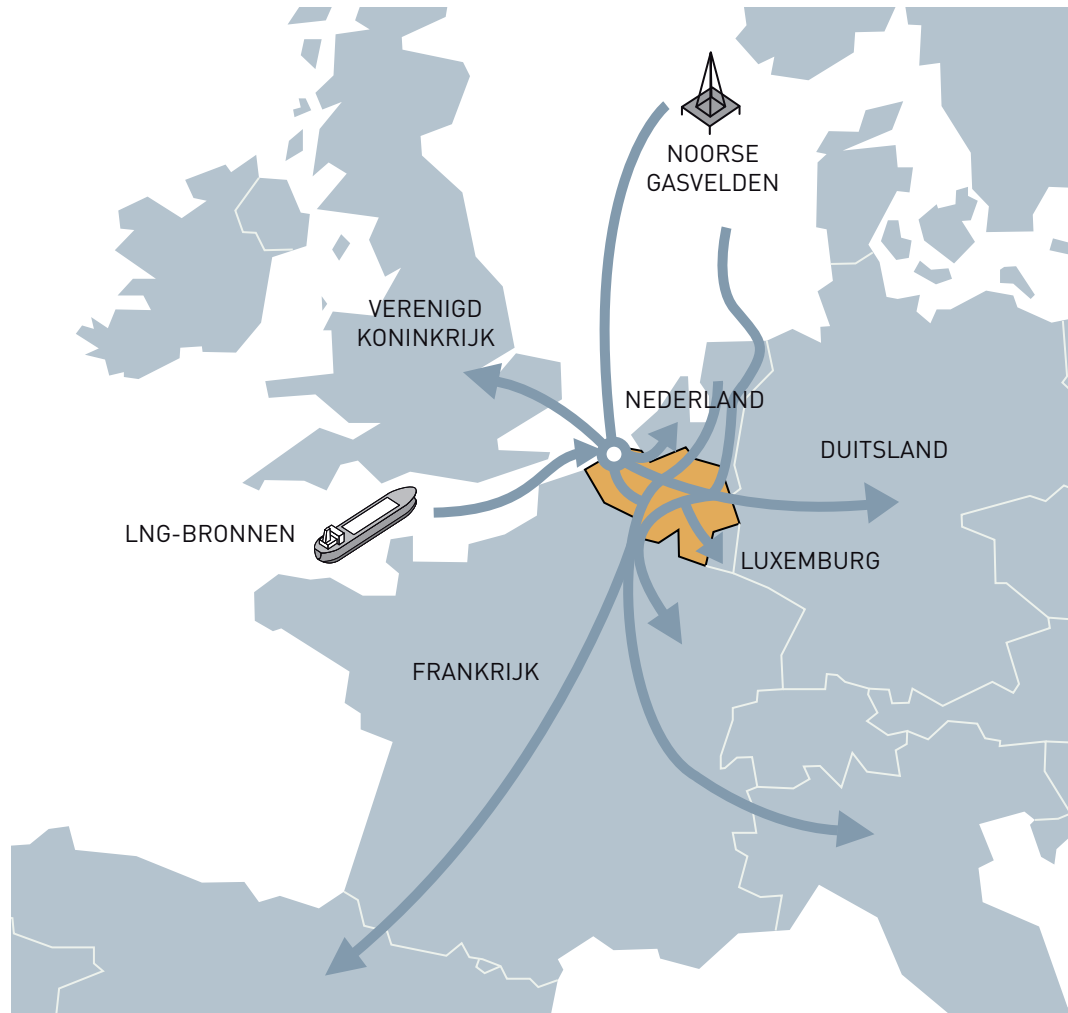 NOORSE
GASVELDEN
VERENIGD
KONINKRIJK
NEDERLAND
DUITSLAND
LNG-BRONNEN
LUXEMBURG
FRANKRIJK